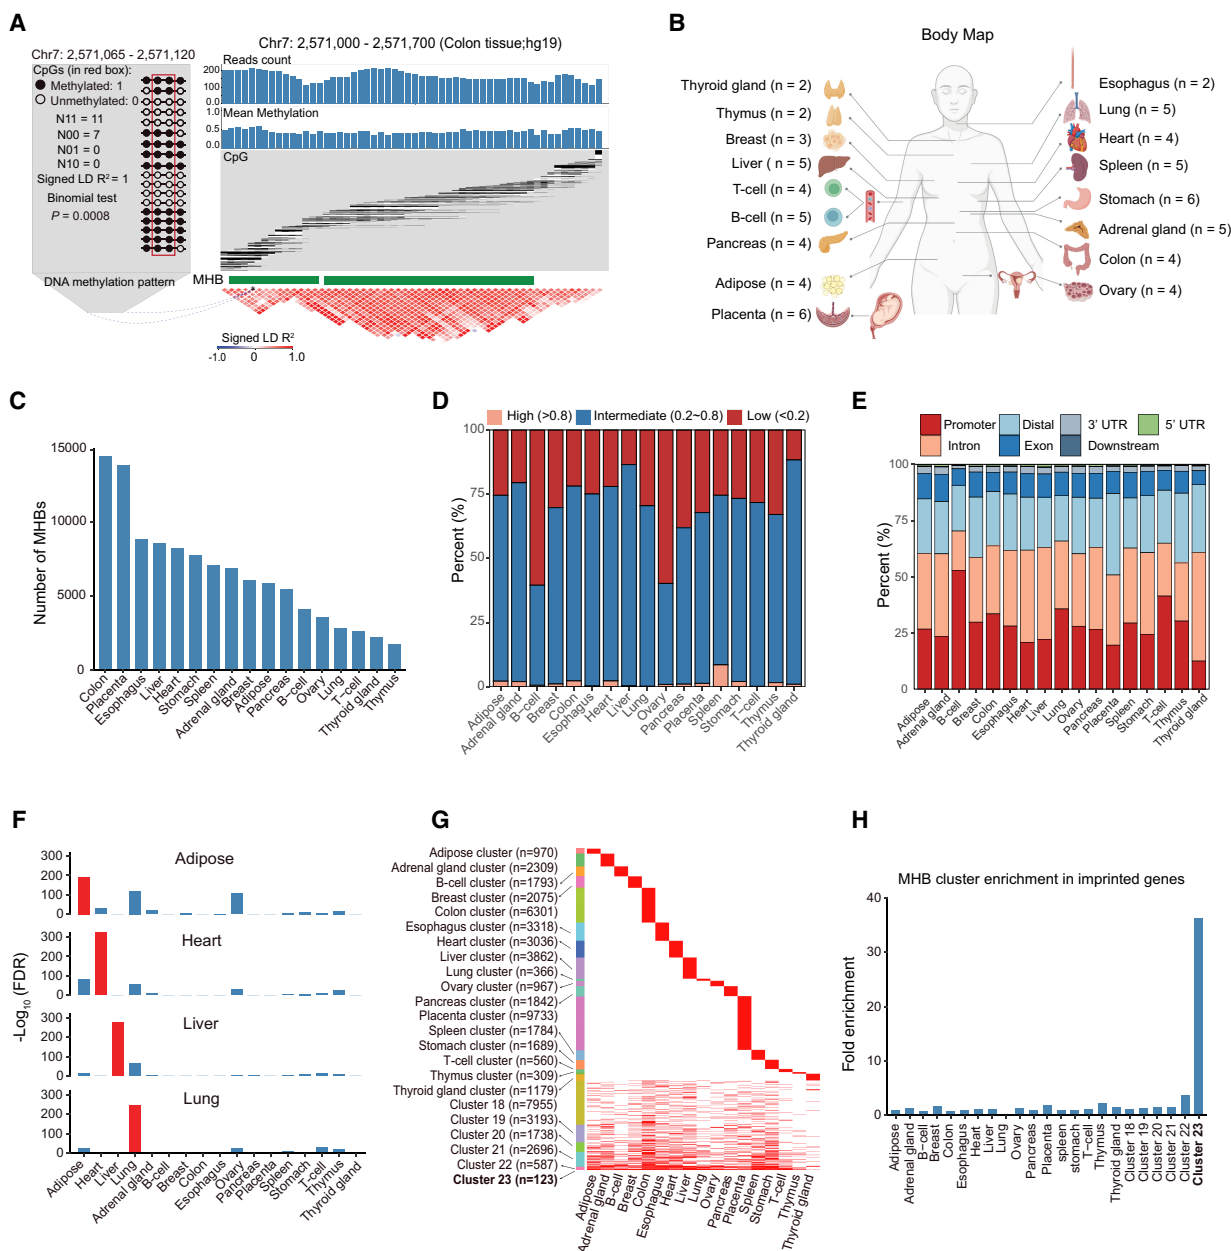 A
Chr7: 2,571,065 - 2,571,120
CpGs (in red box):
Methylated: 1
Unmethylated: 0
N11 = 11
N00 = 7
N01 = 0
N10 = 0
Signed LD R² = 1
Binomial test
P = 0.0008
DNA methylation pattern
Chr7: 2,571,000 - 2,571,700 (Colon tissue;hg19)
Reads count
200
100
0.0
1.0
Mean Methylation
0.5
0.0
CpG
MHB
Signed LD R²
-1.0 0 1.0
B
Body Map
Thyroid gland (n = 2)
Thymus (n = 2)
Breast (n = 3)
Liver (n = 5)
T-cell (n = 4)
B-cell (n = 5)
Pancreas (n = 4)
Adipose (n = 4)
Placenta (n = 6)
Esophagus (n = 2)
Lung (n = 5)
Heart (n = 4)
Spleen (n = 5)
Stomach (n = 6)
Adrenal gland (n = 5)
Colon (n = 4)
Ovary (n = 4)
C
Number of MHBs
15000
10000
5000
0
Colon
Placenta
Esophagus
Liver
Heart
Stomach
Spleen
Adrenal gland
Breast
Adipose
Pancreas
B−cell
Ovary
Lung
T−cell
Thyroid gland
Thymus
D
High (>0.8) Intermediate (0.2~0.8) Low (<0.2)
Percent (%)
100
75
50
25
0
Adipose
Adrenal gland
B−cell
Breast
Colon
Esophagus
Heart
Liver
Lung
Ovary
Pancreas
Placenta
Spleen
Stomach
T−cell
Thymus
Thyroid gland
E
Promoter Distal 3' UTR 5' UTR
Intron Exon Downstream
Percent (%)
100
75
50
25
0
Adipose
Adrenal gland
B−cell
Breast
Colon
Esophagus
Heart
Liver
Lung
Ovary
Pancreas
Placenta
Spleen
Stomach
T−cell
Thymus
Thyroid gland
F
-Log₁₀ (FDR)
Adipose
300
200
100
0
Heart
300
200
100
0
Liver
300
200
100
0
Lung
300
200
100
0
Adipose
Heart
Liver
Lung
Adrenal gland
B-cell
Breast
Colon
Esophagus
Ovary
Pancreas
Placenta
Spleen
Stomach
T-cell
Thymus
Thyroid gland
G
Adipose cluster (n=970)
Adrenal gland cluster (n=2309)
B-cell cluster (n=1793)
Breast cluster (n=2075)
Colon cluster (n=6301)
Esophagus cluster (n=3318)
Heart cluster (n=3036)
Liver cluster (n=3862)
Lung cluster (n=366)
Ovary cluster (n=967)
Pancreas cluster (n=1842)
Placenta cluster (n=9733)
Spleen cluster (n=1784)
Stomach cluster (n=1689)
T-cell cluster (n=560)
Thymus cluster (n=309)
Thyroid gland cluster (n=1179)
Cluster 18 (n=7955)
Cluster 19 (n=3193)
Cluster 20 (n=1738)
Cluster 21 (n=2696)
Cluster 22 (n=587)
Cluster 23 (n=123)
Adipose
Adrenal gland
B-cell
Breast
Colon
Esophagus
Heart
Liver
Lung
Ovary
Pancreas
Placenta
Spleen
Stomach
T-cell
Thymus
Thyroid gland
H
MHB cluster enrichment in imprinted genes
Fold enrichment
40
30
20
10
0
Adipose
Adrenal gland
B−cell
Breast
Colon
Esophagus
Heart
Liver
Lung
Ovary
Pancreas
Placenta
spleen
stomach
T−cell
Thymus
Thyroid gland
Cluster 18
Cluster 19
Cluster 20
Cluster 21
Cluster 22
Cluster 23